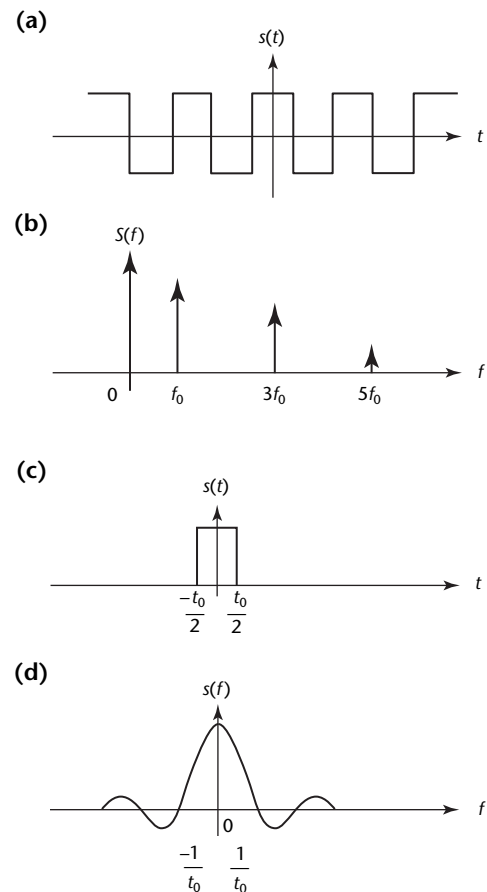 (a)
s(t)
t
(b)
S(f)
f
0 f₀ 3f₀ 5f₀
(c)
s(t)
t
−t₀/2 t₀/2
(d)
s(f)
f
0
−1/t₀ 1/t₀